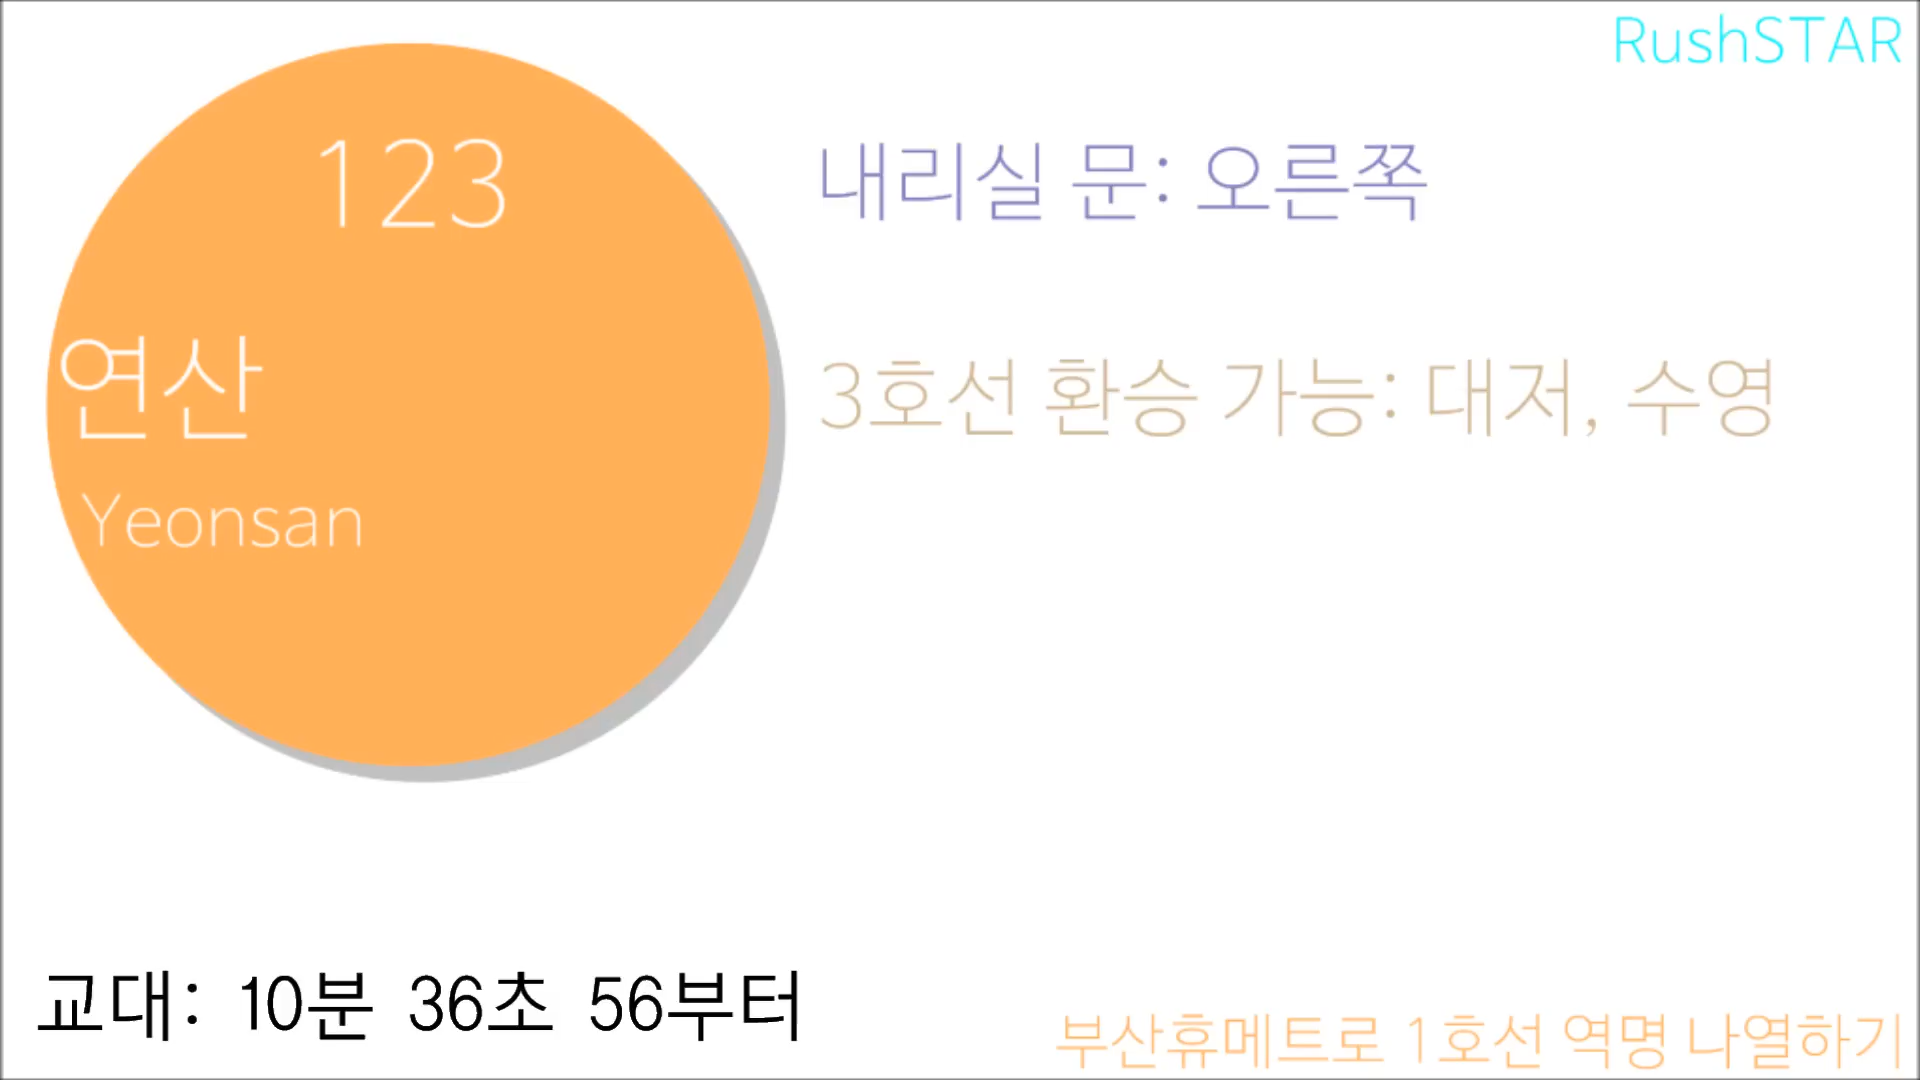 RushSTAR
123
연산
Yeonsan
내리실 문: 오른쪽
3호선 환승 가능: 대저, 수영
교대: 10분 36초 56부터
부산휴메트로 1호선 역명 나열하기